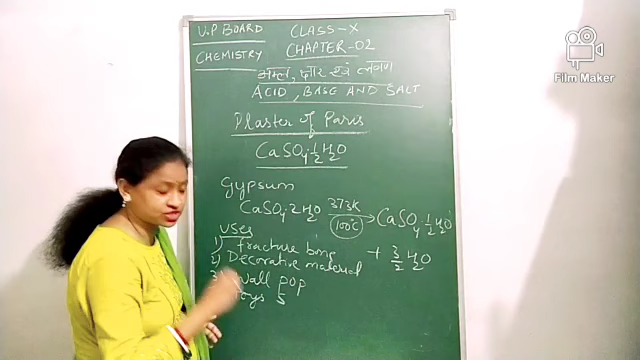 U.P BOARD CLASS-X
CHEMISTRY CHAPTER-02
अम्ल, क्षार एवं लवण
ACID, BASE AND SALT
Plaster of Paris
CaSO4.½H2O
Gypsum
CaSO4.2H2O 373K (100°C) → CaSO4.½H2O
+ 3/2 H2O
Uses
1) fracture bone
2) Decorative material
3) wall pop
Toys
Film Maker